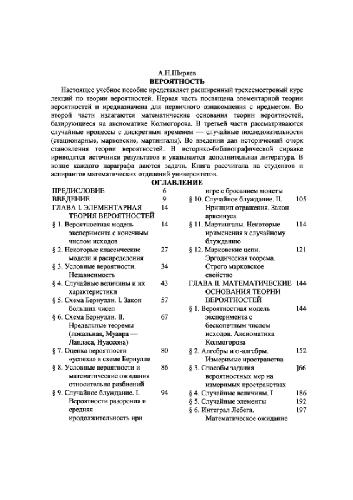 А.Н.Ширяев
ВЕРОЯТНОСТЬ
Настоящее учебное пособие представляет расширенный трехсеместровый курс
лекций по теории вероятностей. Первая часть посвящена элементарной теории
вероятностей и предназначена для первичного ознакомления с предметом. Во
второй части излагаются математические основания теории вероятностей,
базирующиеся на аксиоматике Колмогорова. В третьей части рассматриваются
случайные процессы с дискретным временем — случайные последовательности
(стационарные, марковские, мартингалы). Во введении дан исторический очерк
становления теории вероятностей. В историко-библиографической справке
приводятся источники результатов и указывается дополнительная литература. В
конце каждого параграфа даются задачи. Книга рассчитана на студентов и
аспирантов математических отделений университетов.
ОГЛАВЛЕНИЕ
ПРЕДИСЛОВИЕ 6
ВВЕДЕНИЕ 9
ГЛАВА I. ЭЛЕМЕНТАРНАЯ 14
ТЕОРИЯ ВЕРОЯТНОСТЕЙ
§ 1. Вероятностная модель 14
эксперимента с конечным
числом исходов
§ 2. Некоторые классические 27
модели и распределения
§ 3. Условные вероятности. 34
Независимость
§ 4. Случайные величины и их 43
характеристика
§ 5. Схема Бернулли. I. Закон 57
больших чисел
§ 6. Схема Бернулли. II. 67
Предельные теоремы
(локальная, Муавра —
Лапласа, Пуассона)
§ 7. Оценка вероятности 80
«успеха» в схеме Бернулли
§ 8. Условные вероятности и 86
математические ожидания
относительно разбиений
§ 9. Случайное блуждание. I. 94
Вероятности разорения и
средняя
продолжительность при
игре с бросанием монеты
§ 10. Случайное блуждание. II. 105
Принцип отражения. Закон
арксинуса
§ 11. Мартингалы. Некоторые 114
применения к случайному
блужданию
§ 12. Марковские цепи. 121
Эргодическая теорема.
Строго марковское
свойство
ГЛАВА II. МАТЕМАТИЧЕСКИЕ 144
ОСНОВАНИЯ ТЕОРИИ
ВЕРОЯТНОСТЕЙ
§ 1. Вероятностная модель 144
эксперимента с
бесконечным числом
исходов. Аксиоматика
Колмогорова
§ 2. Алгебры и σ-алгебры. 152
Измеримые пространства
§ 3. Способы задания 166
вероятностных мер на
измеримых пространствах
§ 4. Случайные величины, I 186
§ 5. Случайные элементы 192
§ 6. Интеграл Лебега. 197
Математическое ожидание